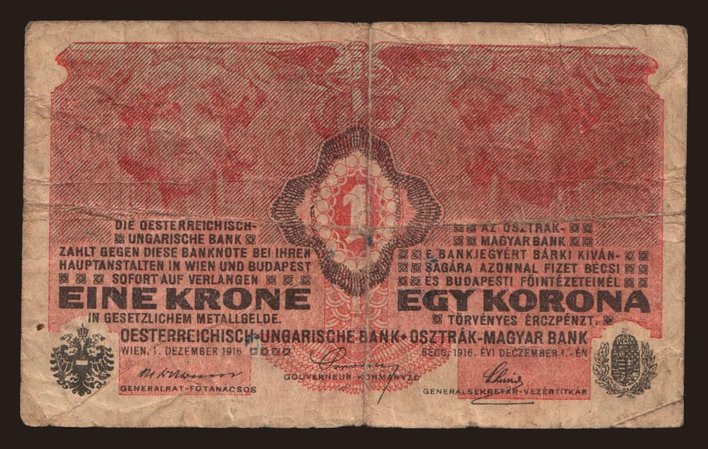 1
DIE OESTERREICHISCH-
UNGARISCHE BANK
ZAHLT GEGEN DIESE BANKNOTE BEI IHREN
HAUPTANSTALTEN IN WIEN UND BUDAPEST
SOFORT AUF VERLANGEN
EINE KRONE
IN GESETZLICHEM METALLGELDE.
AZ OSZTRÁK-
MAGYAR BANK
E BANKJEGYÉRT BÁRKI KIVÁN-
SÁGÁRA AZONNAL FIZET BÉCSI
ÉS BUDAPESTI FŐINTÉZETEINÉL
EGY KORONA
TÖRVÉNYES ÉRCZPÉNZT.
OESTERREICHISCH-UNGARISCHE BANK • OSZTRÁK-MAGYAR BANK
WIEN, 1. DEZEMBER 1916
BÉCS, 1916. ÉVI DECZEMBER 1.-ÉN
GENERALRAT-FŐTANÁCSOS
GOUVERNEUR-KORMÁNYZÓ
GENERALSEKRETÄR-VEZÉRTITKÁR